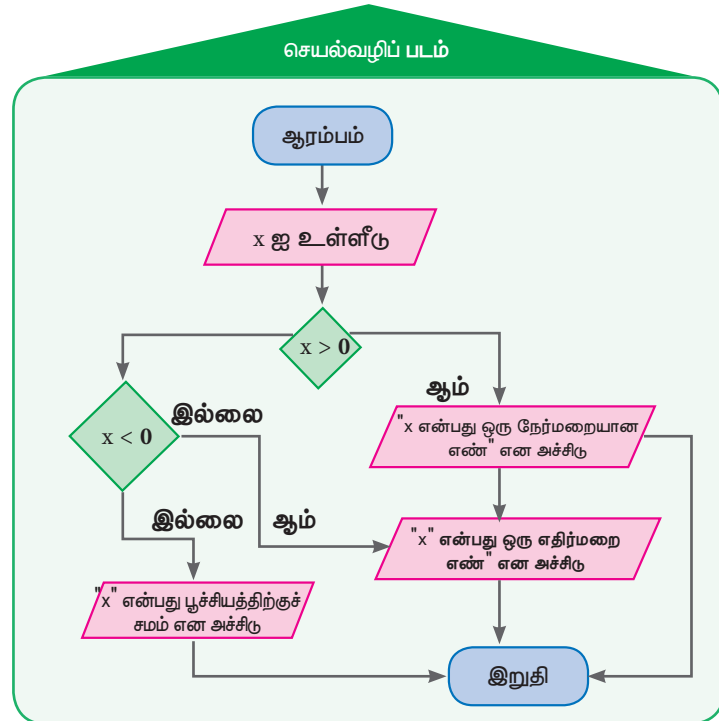 செயல்வழிப் படம்
ஆரம்பம்
x ஐ உள்ளீடு
x > 0
ஆம்
இல்லை
x < 0
"x என்பது ஒரு நேர்மறையான
எண்" என அச்சிடு
இல்லை
ஆம்
"x" என்பது ஒரு எதிர்மறை
எண்" என அச்சிடு
"x" என்பது பூச்சியத்திற்குச்
சமம் என அச்சிடு
இறுதி